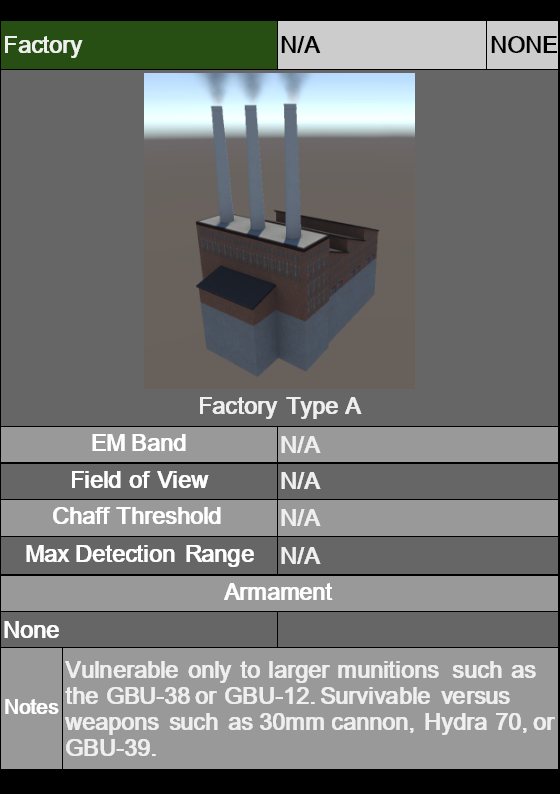 Factory N/A NONE
Factory Type A
EM Band N/A
Field of View N/A
Chaff Threshold N/A
Max Detection Range N/A
Armament
None
Notes
Vulnerable only to larger munitions such as
the GBU-38 or GBU-12. Survivable versus
weapons such as 30mm cannon, Hydra 70, or
GBU-39.